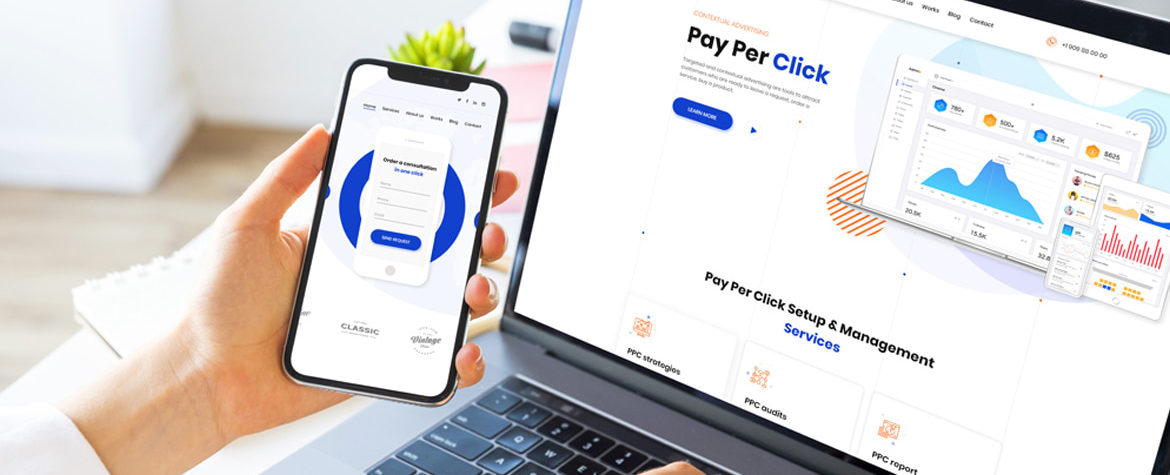 Home Services About us Works Blog Contact
Order a consultation
in one click
Name
Phone
Email
SEND REQUEST
CLASSIC
Vintage
About us Works Blog Contact
+1 909 88 00 00
CONTEXTUAL ADVERTISING
Pay Per Click
Targeted and contextual advertising are tools to attract
customers who are ready to leave a request, order a
service, buy a product.
LEARN MORE
780+
500+
5.2K
$625
20.5K
15.5K
32.8
Pay Per Click Setup & Management
Services
PPC strategies
PPC audits
PPC report